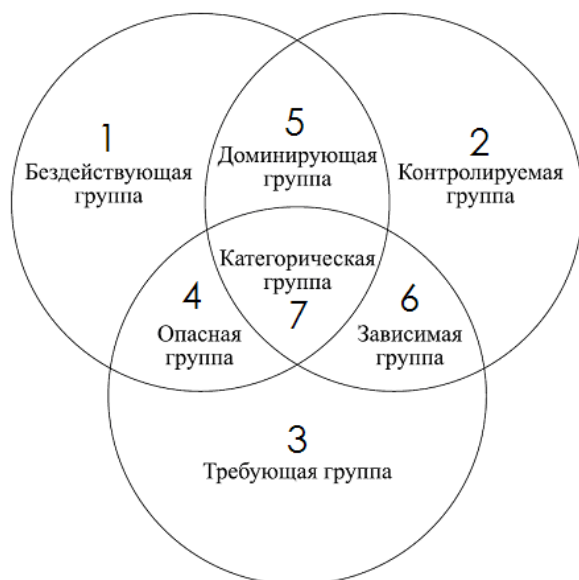 1
Бездействующая
группа
5
Доминирующая
группа
2
Контролируемая
группа
Категорическая
группа
7
4
Опасная
группа
6
Зависимая
группа
3
Требующая группа